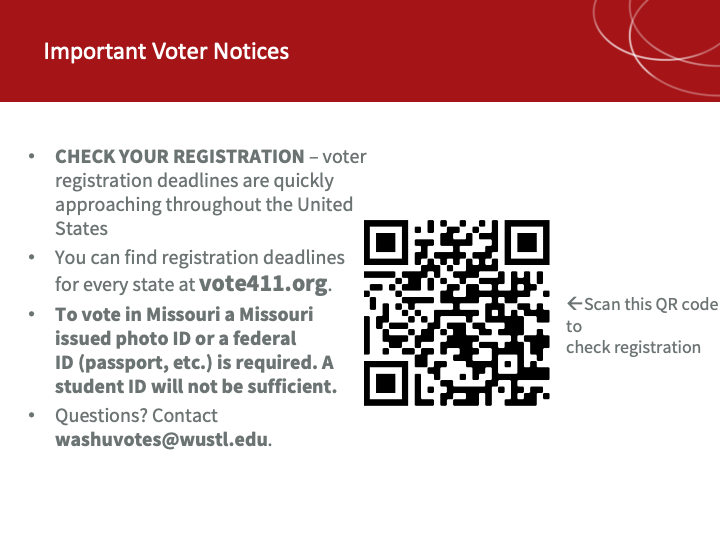 Important Voter Notices
• CHECK YOUR REGISTRATION – voter
registration deadlines are quickly
approaching throughout the United
States
• You can find registration deadlines
for every state at vote411.org.
• To vote in Missouri a Missouri
issued photo ID or a federal
ID (passport, etc.) is required. A
student ID will not be sufficient.
• Questions? Contact
washuvotes@wustl.edu.
←Scan this QR code
to
check registration